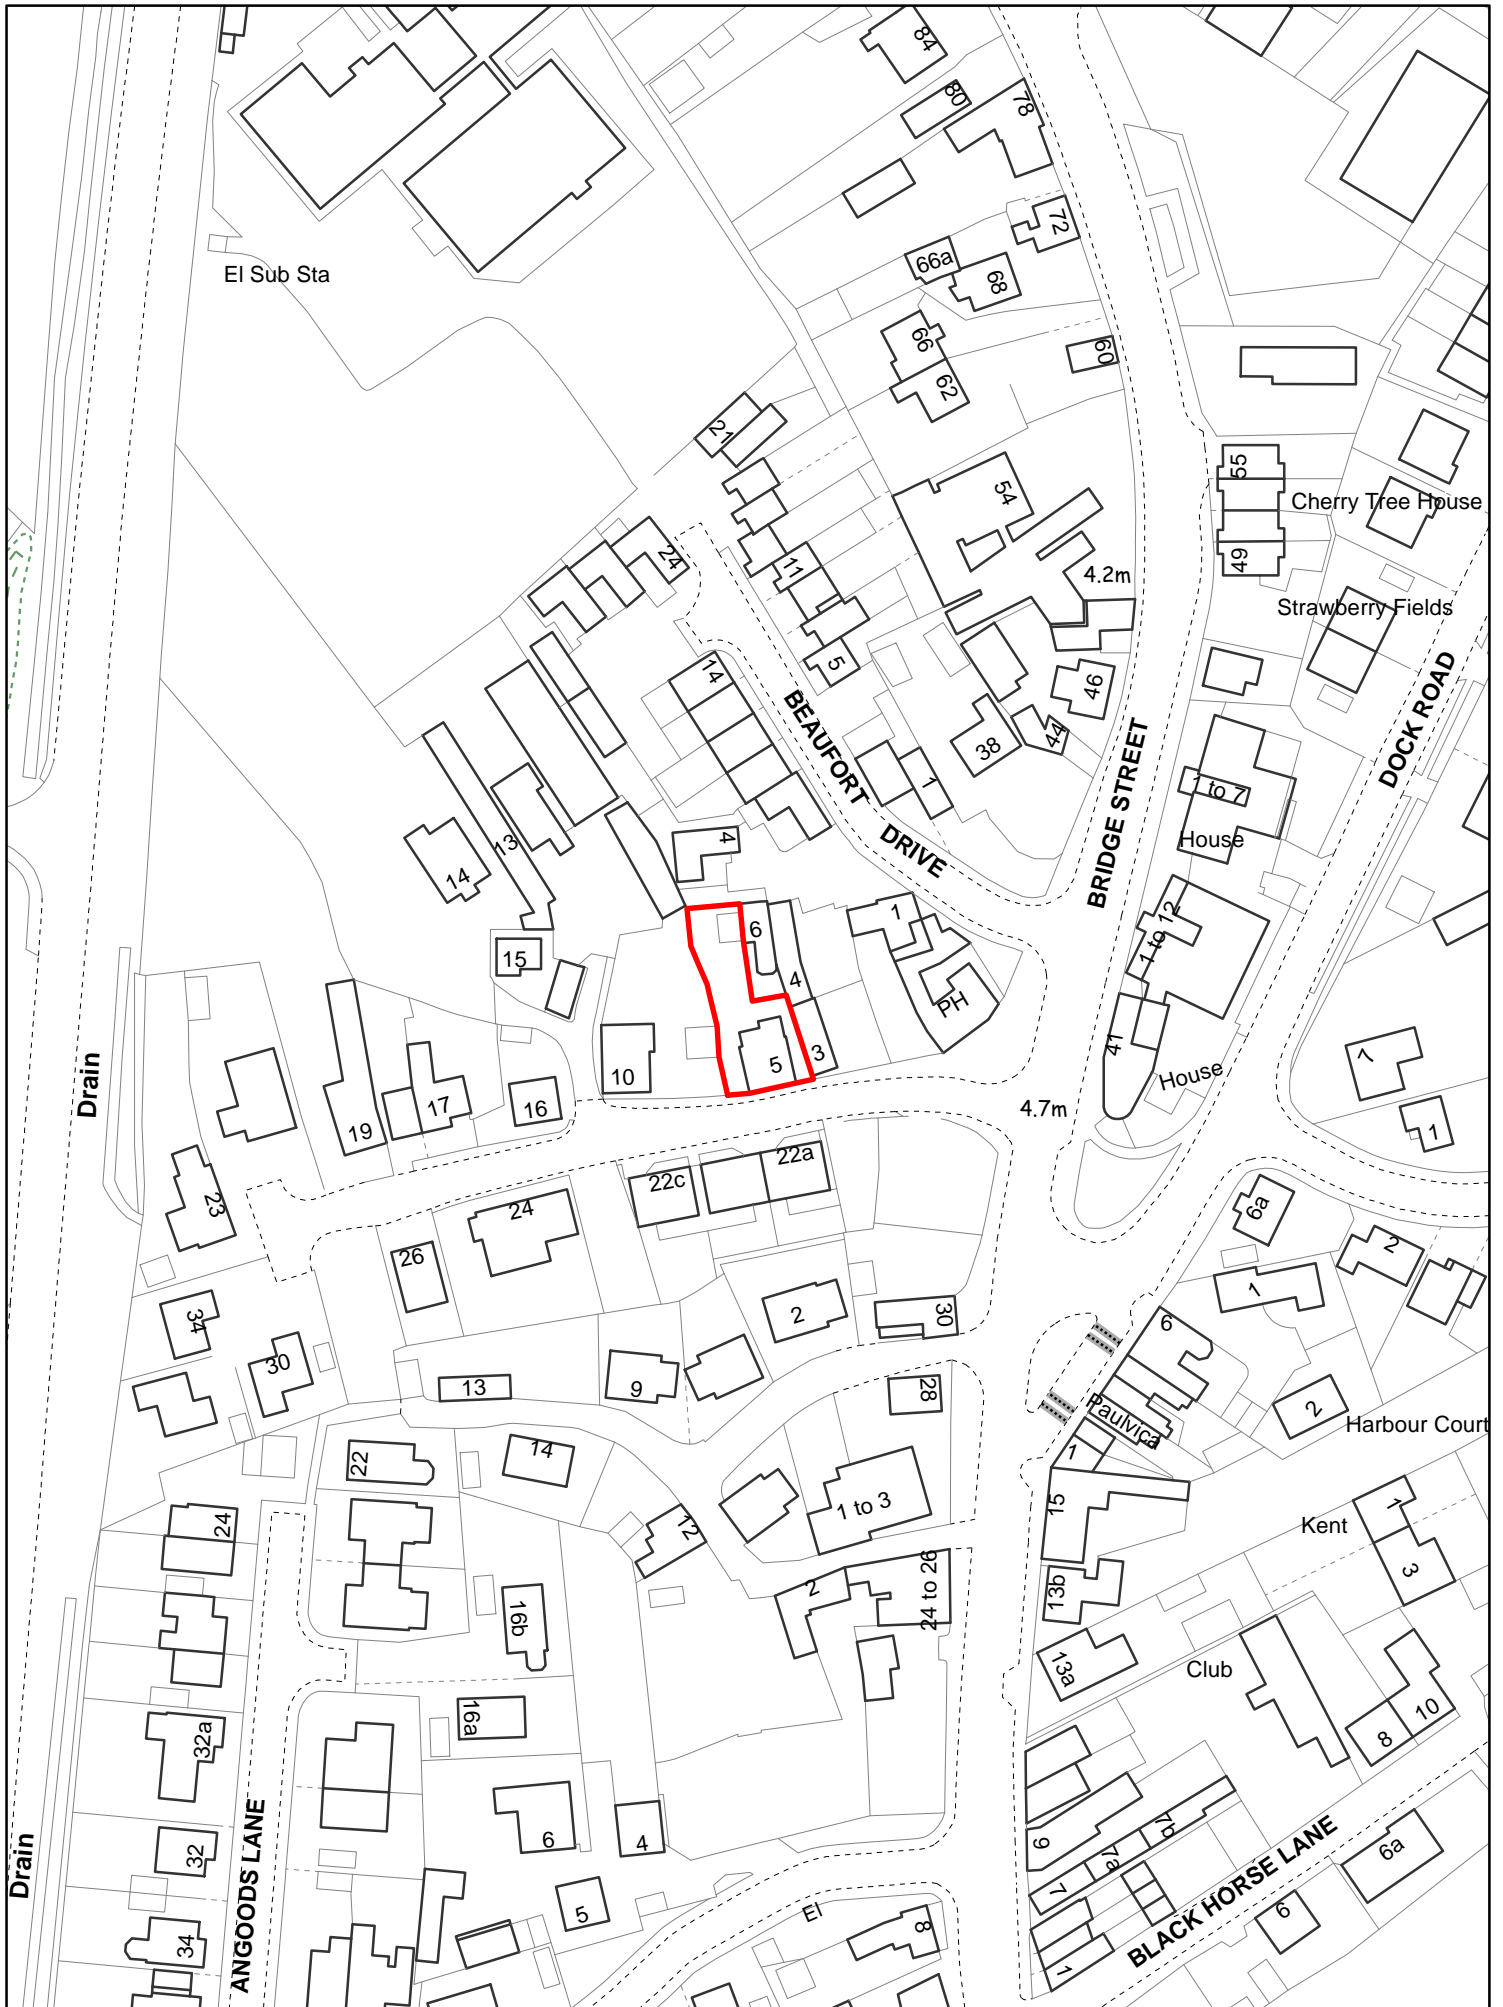 84
80
78
72
66a
68
El Sub Sta
66
60
62
21
55
54
Cherry Tree House
49
24
11
4.2m
Strawberry Fields
5
14
46
BEAUFORT DRIVE
44
38
1
BRIDGE STREET
DOCK ROAD
1 to 7
House
4
13
14
1
6
1 to 12
15
4
PH
41
3
5
10
House
7
4.7m
Drain
16
17
19
1
22a
22c
24
23
6a
2
26
1
34
30
2
30
6
13
9
28
2
Paulvica
Harbour Court
1
22
14
1 to 3
15
24
12
Kent
1
3
2
24 to 26
13b
16b
13a
Club
16a
10
8
32a
6
4
9
7b
7a
7
BLACK HORSE LANE
6a
32
ANGOODS LANE
Drain
5
El
8
6
34
1